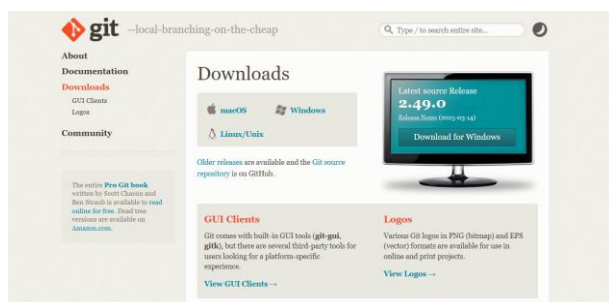 git --local-branching-on-the-cheap
Type / to search entire site...
About
Documentation
Downloads
GUI Clients
Logos
Community
The entire Pro Git book
written by Scott Chacon and
Ben Straub is available to read
online for free. Dead tree
versions are available on
Amazon.com.
Downloads
macOS
Windows
Linux/Unix
Older releases are available and the Git source
repository is on GitHub.
Latest source Release
2.49.0
Release Notes (2025-03-14)
Download for Windows
GUI Clients
Git comes with built-in GUI tools (git-gui,
gitk), but there are several third-party tools for
users looking for a platform-specific
experience.
View GUI Clients →
Logos
Various Git logos in PNG (bitmap) and EPS
(vector) formats are available for use in
online and print projects.
View Logos →